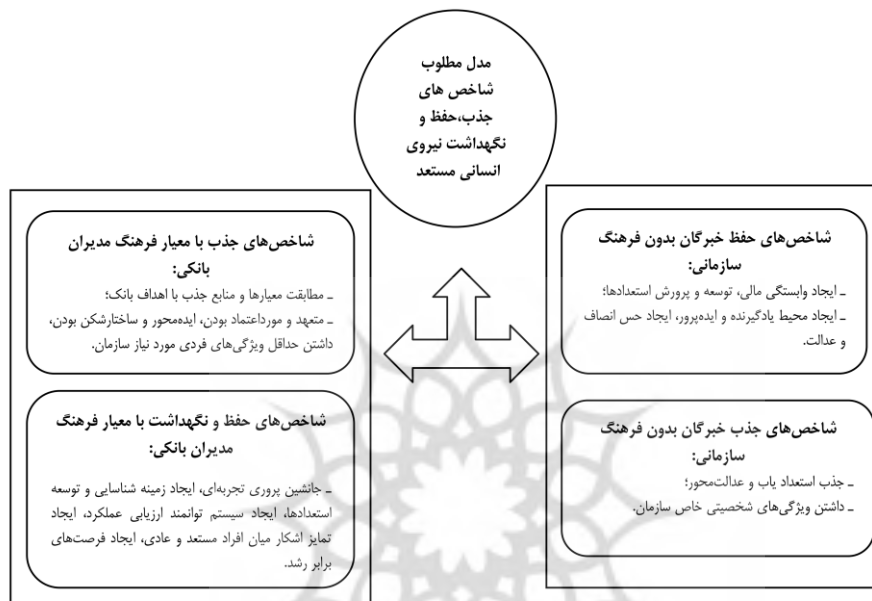 مدل مطلوب
شاخص های
جذب،حفظ و
نگهداشت نیروی
انسانی مستعد
شاخص‌های حفظ خبرگان بدون فرهنگ
سازمانی:
ـ ایجاد وابستگی مالی، توسعه و پرورش استعدادها؛
ـ ایجاد محیط یادگیرنده و ایده‌پرور، ایجاد حس انصاف
و عدالت.
شاخص‌های جذب خبرگان بدون فرهنگ
سازمانی:
ـ جذب استعداد یاب و عدالت‌محور؛
ـ داشتن ویژگی‌های شخصیتی خاص سازمان.
شاخص‌های جذب با معیار فرهنگ مدیران
بانکی:
ـ مطابقت معیارها و منابع جذب با اهداف بانک؛
ـ متعهد و مورداعتماد بودن، ایده‌محور و ساختارشکن بودن،
داشتن حداقل ویژگی‌های فردی مورد نیاز سازمان.
شاخص‌های حفظ و نگهداشت با معیار فرهنگ
مدیران بانکی:
ـ جانشین پروری تجربه‌ای، ایجاد زمینه شناسایی و توسعه
استعدادها، ایجاد سیستم توانمند ارزیابی عملکرد، ایجاد
تمایز اشکار میان افراد مستعد و عادی، ایجاد فرصت‌های
برابر رشد.